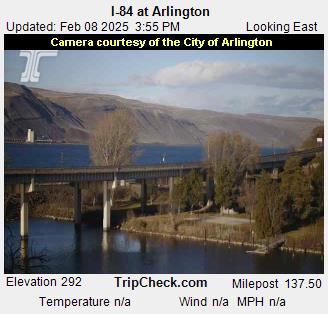 I-84 at Arlington
Updated: Feb 08 2025 3:55 PM Looking East
Camera courtesy of the City of Arlington
Elevation 292 TripCheck.com Milepost 137.50
Temperature n/a Wind n/a MPH n/a